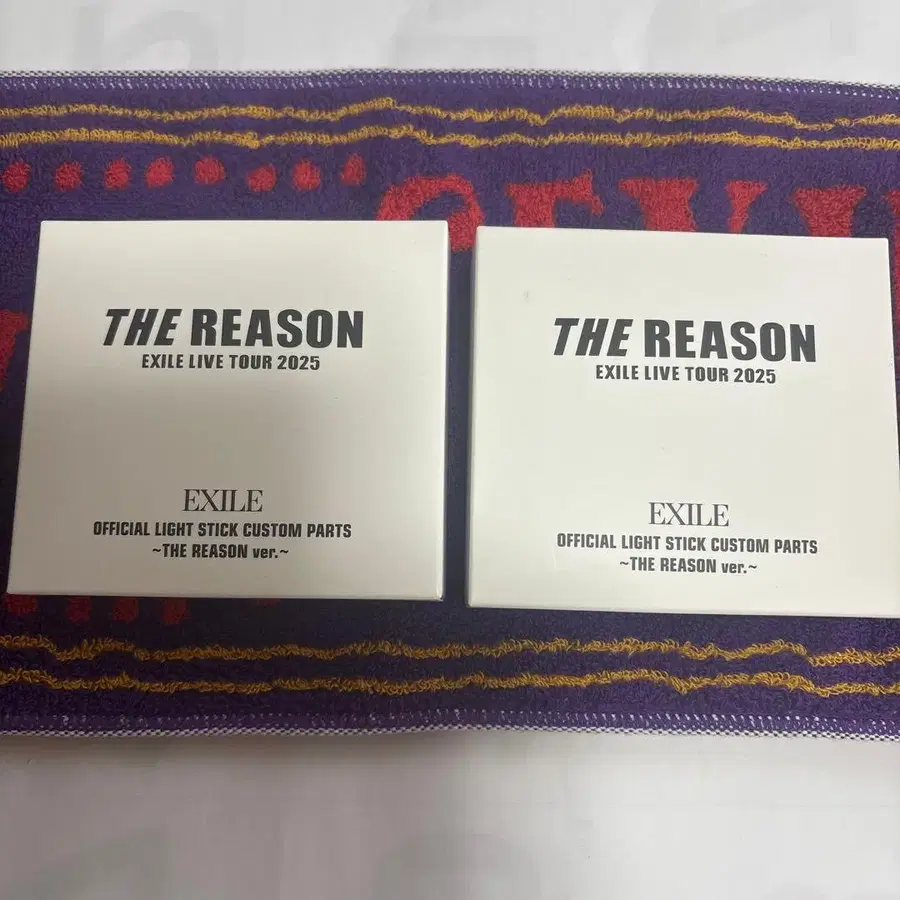 THE REASON
EXILE LIVE TOUR 2025
EXILE
OFFICIAL LIGHT STICK CUSTOM PARTS
~THE REASON ver.~
THE REASON
EXILE LIVE TOUR 2025
EXILE
OFFICIAL LIGHT STICK CUSTOM PARTS
~THE REASON ver.~